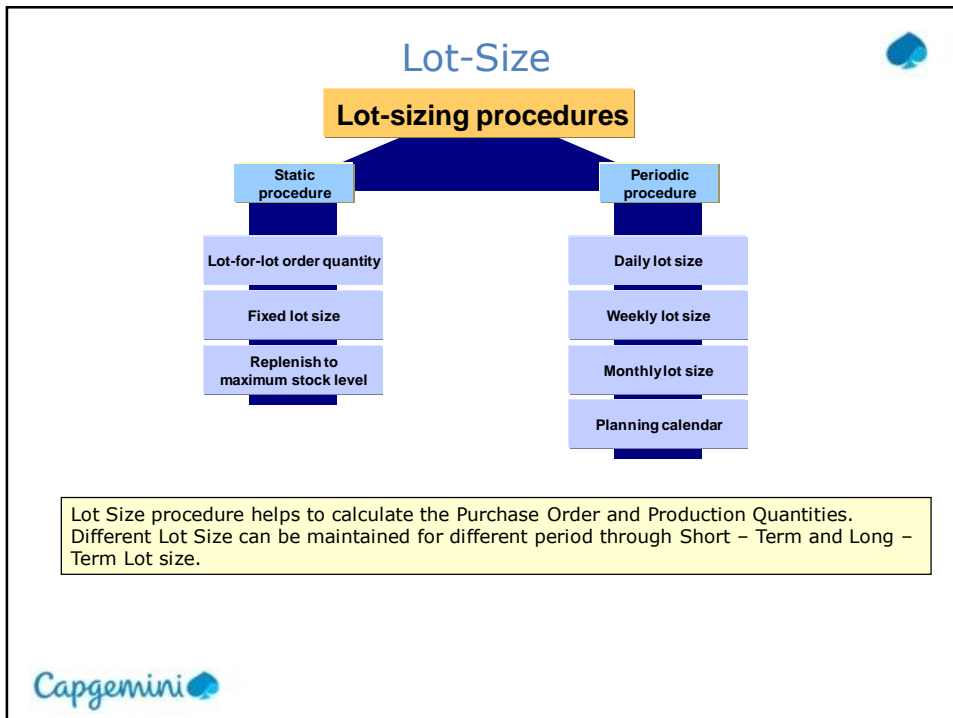 Lot-Size
Lot-sizing procedures
Static
procedure
Lot-for-lot order quantity
Fixed lot size
Replenish to
maximum stock level
Periodic
procedure
Daily lot size
Weekly lot size
Monthly lot size
Planning calendar
Lot Size procedure helps to calculate the Purchase Order and Production Quantities.
Different Lot Size can be maintained for different period through Short – Term and Long –
Term Lot size.
Capgemini